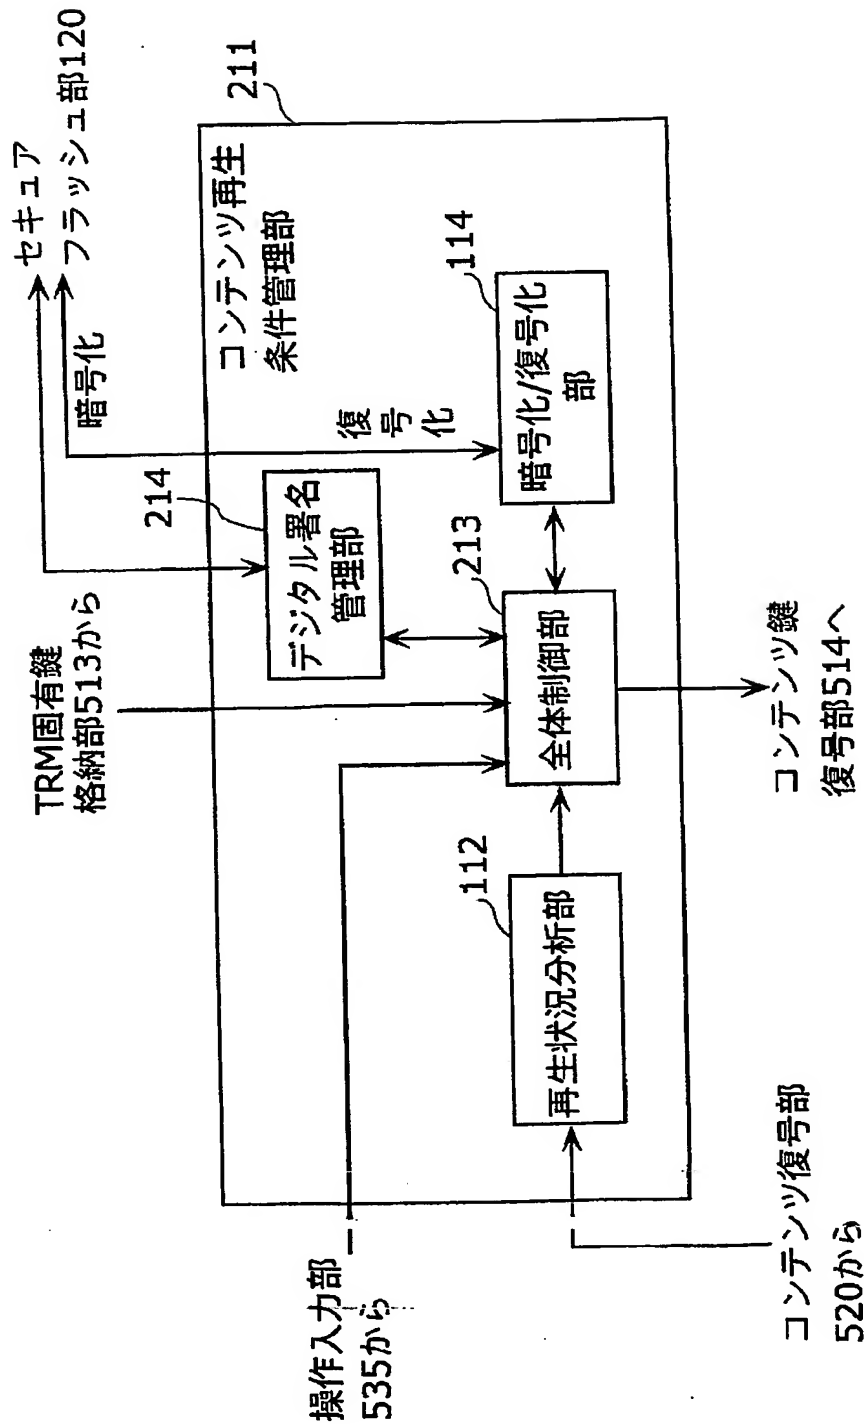 セキュア
フラッシュ部120
TRM固有鍵
格納部513から
操作入力部
535から
暗号化
復
号
化
211
コンテンツ再生
条件管理部
214
デジタル署名
管理部
213
全体制御部
114
暗号化/復号化
部
112
再生状況分析部
コンテンツ復号部
520から
コンテンツ鍵
復号部514へ